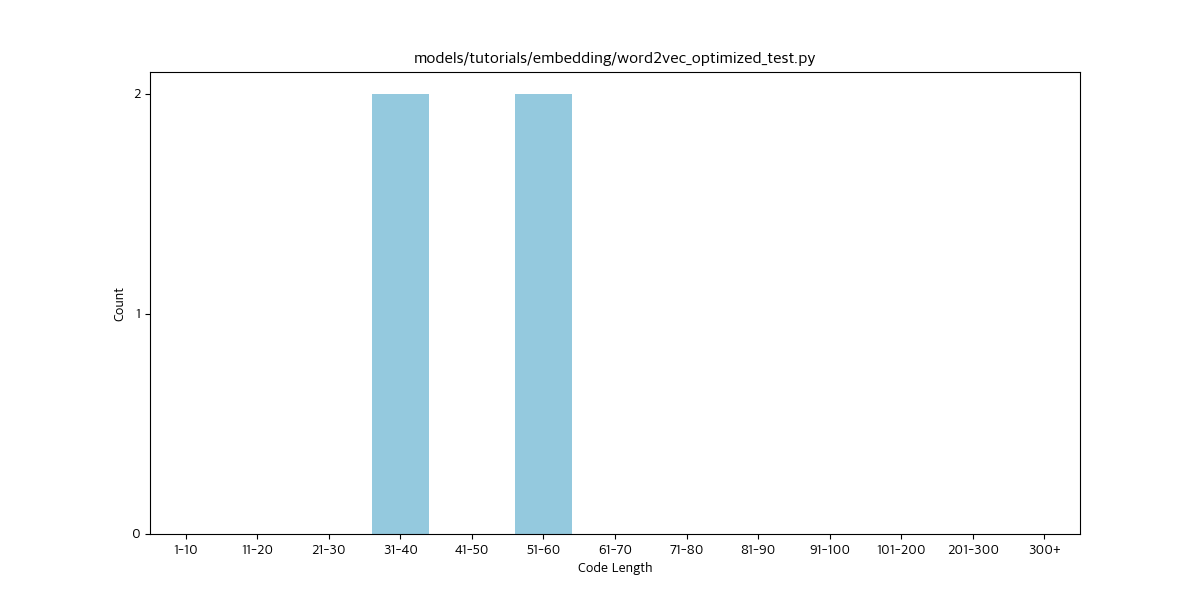 models/tutorials/embedding/word2vec_optimized_test.py
2
1
0
Count
1-10 11-20 21-30 31-40 41-50 51-60 61-70 71-80 81-90 91-100 101-200 201-300 300+
Code Length